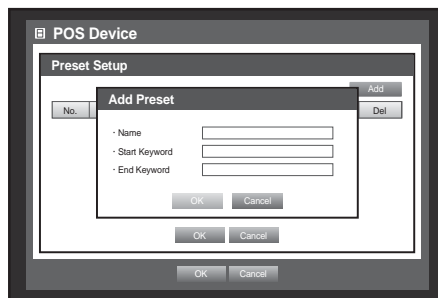 POS Device
Preset Setup
Add
No.
Del
Add Preset
· Name
· Start Keyword
· End Keyword
OK Cancel
OK Cancel
OK Cancel